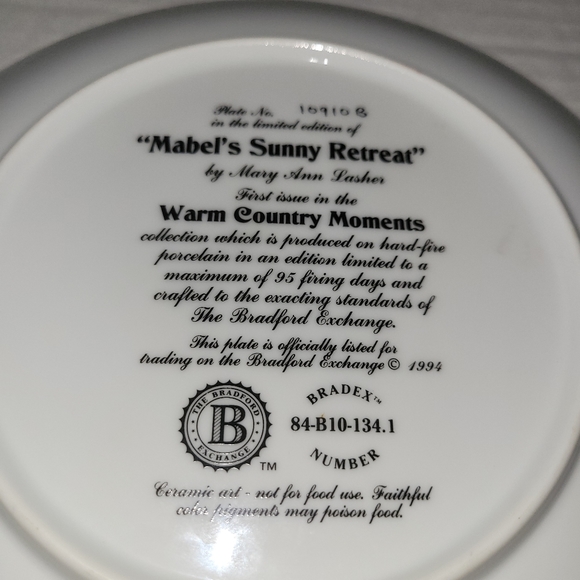 Plate No. 10910B
in the limited edition of
"Mabel's Sunny Retreat"
by Mary Ann Lasher
First issue in the
Warm Country Moments
collection which is produced on hard-fire
porcelain in an edition limited to a
maximum of 95 firing days and
crafted to the exacting standards of
The Bradford Exchange.
This plate is officially listed for
trading on the Bradford Exchange © 1994
THE BRADFORD
B
EXCHANGE
TM
BRADEX™
84-B10-134.1
NUMBER
Ceramic art - not for food use. Faithful
color pigments may poison food.